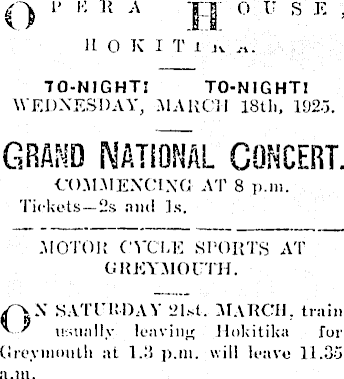 OPERA HOUSE,
HOKITIKA.
TO-NIGHT! TO-NIGHT!
WEDNESDAY, MARCH 18th, 1925.
GRAND NATIONAL CONCERT.
COMMENCING AT 8 p.m.
Tickets—2s and 1s.
MOTOR CYCLE SPORTS AT
GREYMOUTH.
ON SATURDAY 21st. MARCH, train
usually leaving Hokitika for
Greymouth at 1.3 p.m. will leave 11.35
a.m.